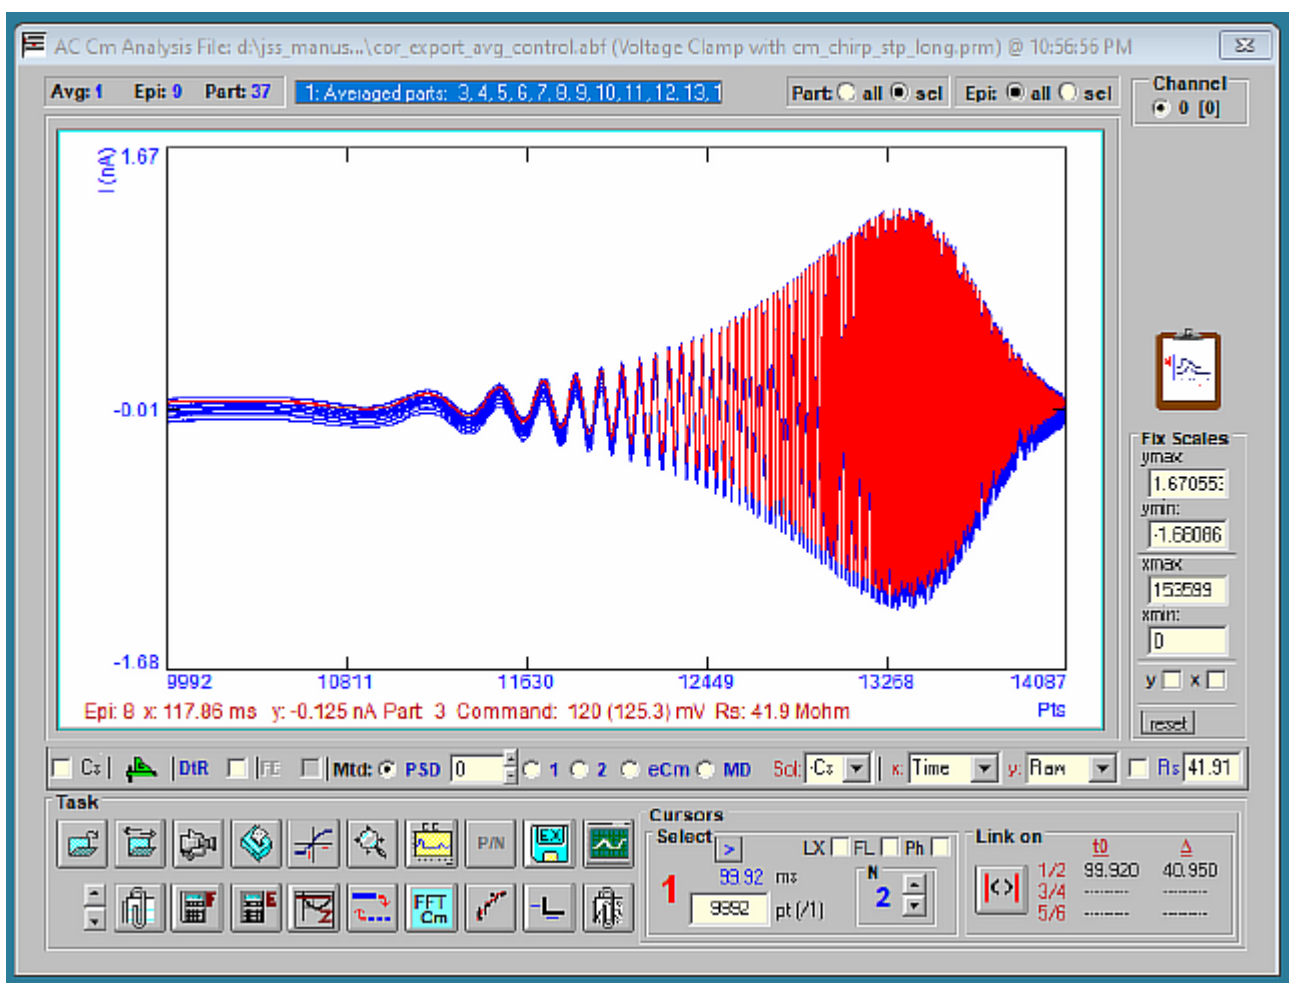 AC Cm Analysis File: d:\jss_manus...\cor_export_avg_control.abf (Voltage Clamp with cm_chirp_stp_long.prm) @ 10:56:56 PM
Avg: 1 Epi: 9 Part: 37 1: Averaged parts: 3, 4, 5, 6, 7, 8, 9, 10, 11, 12, 13, 1 Part: all sel Epi: all sel
Channel
0 [0]
I (nA)
1.67
-0.01
-1.68
9992 10811 11630 12449 13268 14087
Epi: 8 x: 117.86 ms y: -0.125 nA Part 3 Command: 120 (125.3) mV Rs: 41.9 Mohm Pts
Fix Scales
ymax
1.670553
ymin:
-1.68086
xmax
153599
xmin:
0
y x
reset
DtR FE Mtd: PSD 0 1 2 eCm MD Sol: x: Time y: Raw Rs 41.91
Task
P/N
EX
F
E
FFT
Cm
Cursors
Select > LX FL Ph
99.92 ms
1 9992 pt (/1)
N
2
Link on t0 Δ
<> 1/2 99.920 40.950
3/4 -------- --------
5/6 -------- --------